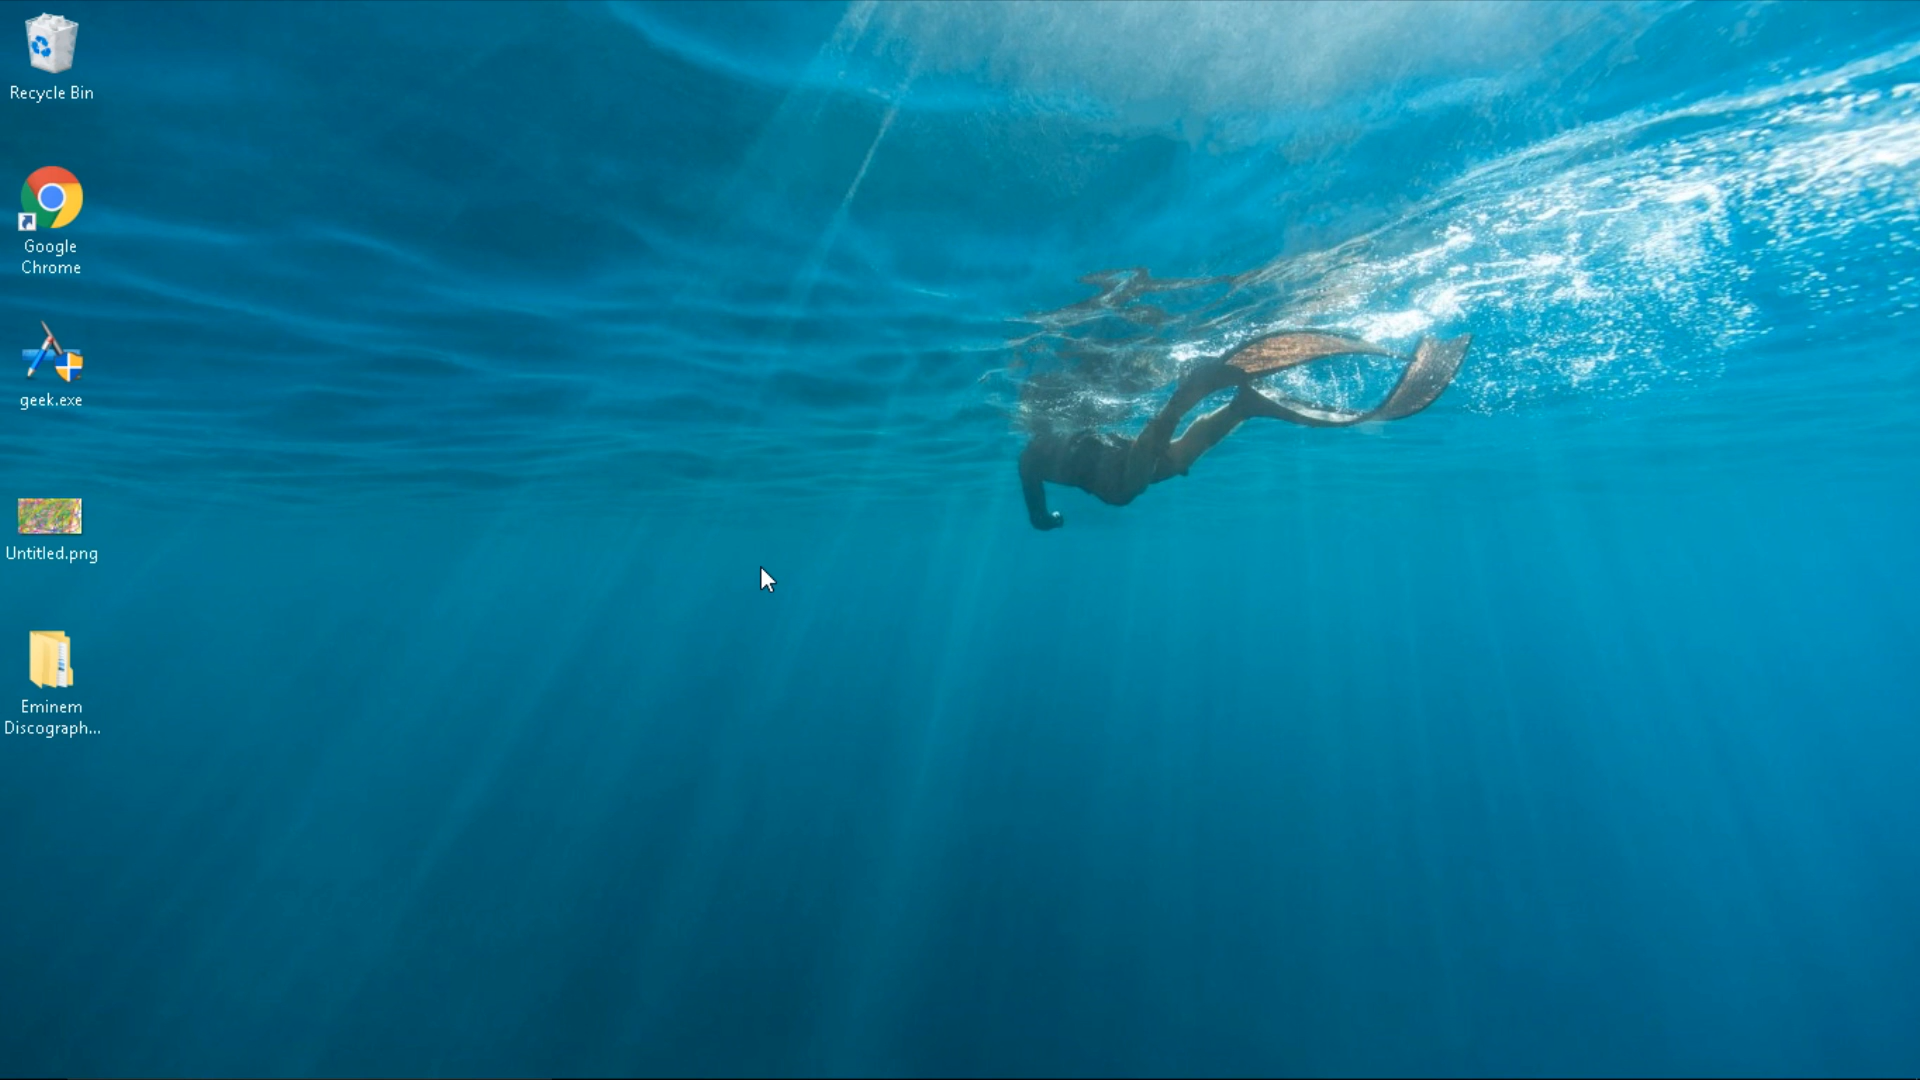 Recycle Bin
Google
Chrome
geek.exe
Untitled.png
Eminem
Discograph...